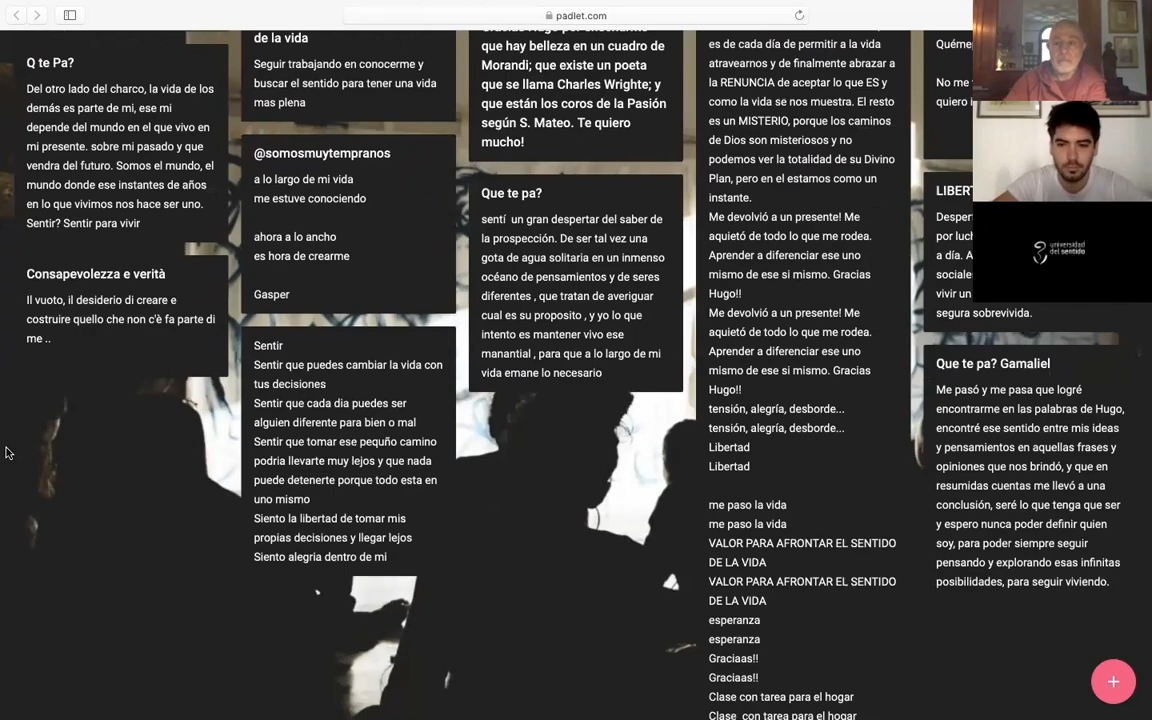 padlet.com
Q te Pa?
Del otro lado del charco, la vida de los
demás es parte de mi, ese mi
depende del mundo en el que vivo en
mi presente. sobre mi pasado y que
vendra del futuro. Somos el mundo, el
mundo donde ese instantes de años
en lo que vivimos nos hace ser uno.
Sentir? Sentir para vivir
Consapevolezza e verità
Il vuoto, il desiderio di creare e
costruire quello che non c'è fa parte di
me ..
de la vida
Seguir trabajando en conocerme y
buscar el sentido para tener una vida
mas plena
@somosmuytempranos
a lo largo de mi vida
me estuve conociendo
ahora a lo ancho
es hora de crearme
Gasper
Sentir
Sentir que puedes cambiar la vida con
tus decisiones
Sentir que cada dia puedes ser
alguien diferente para bien o mal
Sentir que tomar ese pequño camino
podria llevarte muy lejos y que nada
puede detenerte porque todo esta en
uno mismo
Siento la libertad de tomar mis
propias decisiones y llegar lejos
Siento alegria dentro de mi
que hay belleza en un cuadro de
Morandi; que existe un poeta
que se llama Charles Wrighte; y
que están los coros de la Pasión
según S. Mateo. Te quiero
mucho!
Que te pa?
sentí un gran despertar del saber de
la prospección. De ser tal vez una
gota de agua solitaria en un inmenso
océano de pensamientos y de seres
diferentes , que tratan de averiguar
cual es su proposito , y yo lo que
intento es mantener vivo ese
manantial , para que a lo largo de mi
vida emane lo necesario
es de cada día de permitir a la vida
atravearnos y de finalmente abrazar a
la RENUNCIA de aceptar lo que ES y
como la vida se nos muestra. El resto
es un MISTERIO, porque los caminos
de Dios son misteriosos y no
podemos ver la totalidad de su Divino
Plan, pero en el estamos como un
instante.
Me devolvió a un presente! Me
aquietó de todo lo que me rodea.
Aprender a diferenciar ese uno
mismo de ese si mismo. Gracias
Hugo!!
Me devolvió a un presente! Me
aquietó de todo lo que me rodea.
Aprender a diferenciar ese uno
mismo de ese si mismo. Gracias
Hugo!!
tensión, alegría, desborde...
tensión, alegría, desborde...
Libertad
Libertad
me paso la vida
me paso la vida
VALOR PARA AFRONTAR EL SENTIDO
DE LA VIDA
VALOR PARA AFRONTAR EL SENTIDO
DE LA VIDA
esperanza
esperanza
Graciaas!!
Graciaas!!
Clase con tarea para el hogar
Clase con tarea para el hogar
Quéme
No me
quiero l
LIBERT
Despert
por luch
a día. A
sociales
vivir un
segura sobrevivida.
Que te pa? Gamaliel
Me pasó y me pasa que logré
encontrarme en las palabras de Hugo,
encontré ese sentido entre mis ideas
y pensamientos en aquellas frases y
opiniones que nos brindó, y que en
resumidas cuentas me llevó a una
conclusión, seré lo que tenga que ser
y espero nunca poder definir quien
soy, para poder siempre seguir
pensando y explorando esas infinitas
posibilidades, para seguir viviendo.
universidad
del sentido